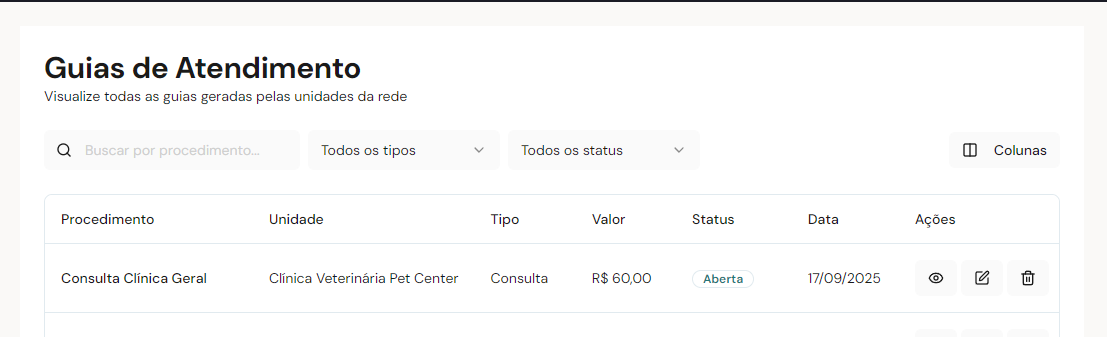 Guias de Atendimento
Visualize todas as guias geradas pelas unidades da rede
Buscar por procedimento... Todos os tipos Todos os status Colunas
Procedimento Unidade Tipo Valor Status Data Ações
Consulta Clínica Geral Clínica Veterinária Pet Center Consulta R$ 60,00 Aberta 17/09/2025